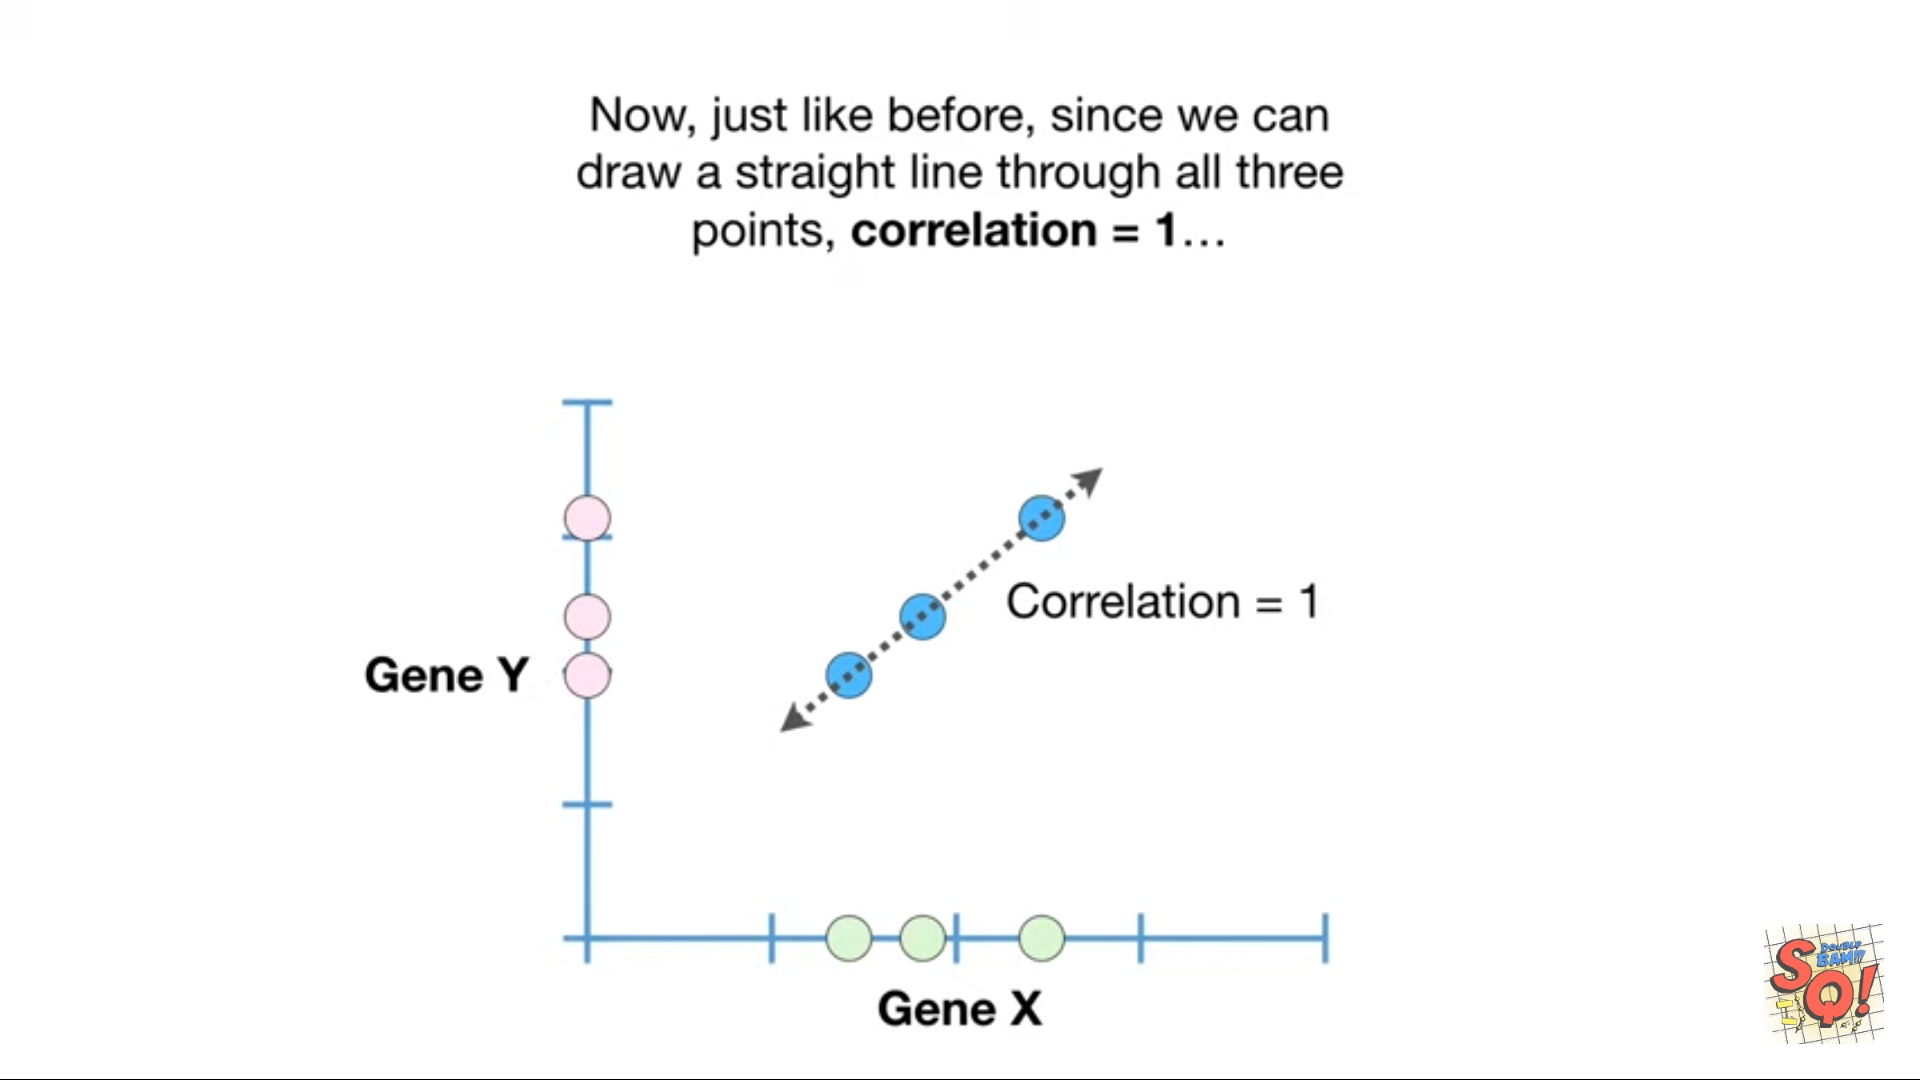 Now, just like before, since we can
draw a straight line through all three
points, correlation = 1…
Correlation = 1
Gene Y
Gene X
DOUBLE
BAM!!
SQ!